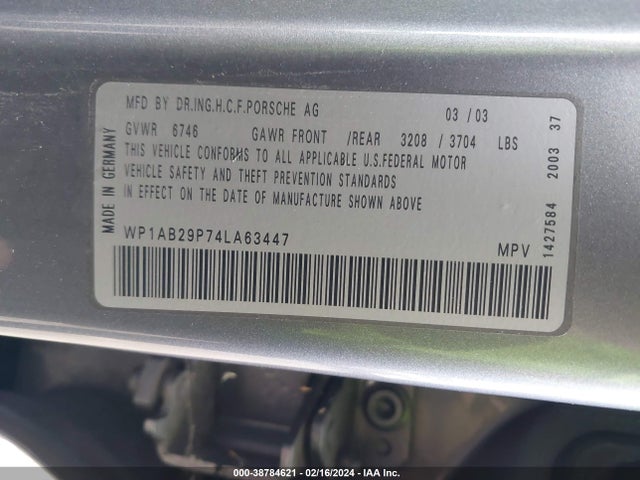 MFD BY DR.ING.H.C.F.PORSCHE AG 03 / 03
GVWR 6746 GAWR FRONT /REAR 3208 / 3704 LBS
THIS VEHICLE CONFORMS TO ALL APPLICABLE U.S.FEDERAL MOTOR
VEHICLE SAFETY AND THEFT PREVENTION STANDARDS
IN EFFECT ON THE DATE OF MANUFACTURE SHOWN ABOVE
WP1AB29P74LA63447 MPV
MADE IN GERMANY
1427584 2003 37
000-38784621 - 02/16/2024 - IAA Inc.